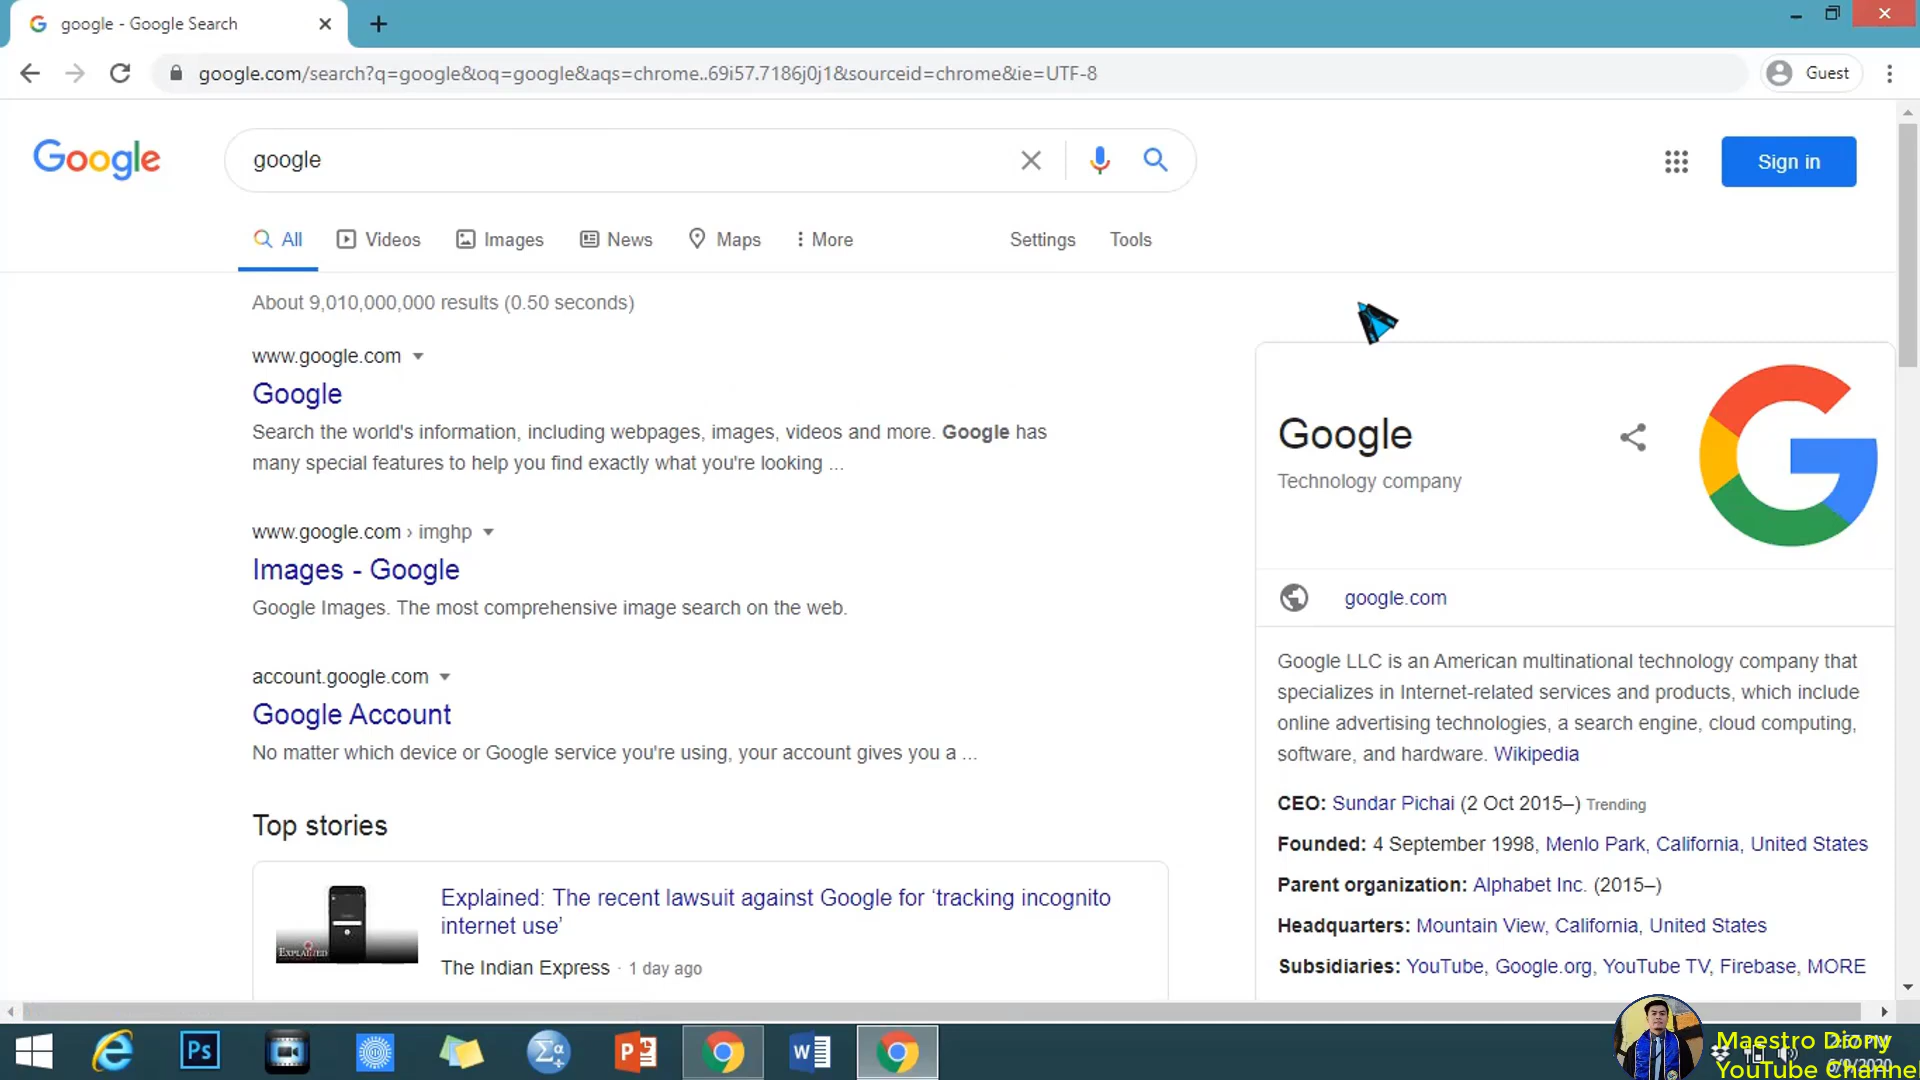 google - Google Search
google.com/search?q=google&oq=google&aqs=chrome..69i57.7186j0j1&sourceid=chrome&ie=UTF-8
Guest
Google
google
Sign in
All
Videos
Images
News
Maps
More
Settings
Tools
About 9,010,000,000 results (0.50 seconds)
www.google.com
Google
Search the world's information, including webpages, images, videos and more. Google has
many special features to help you find exactly what you're looking ...
www.google.com › imghp
Images - Google
Google Images. The most comprehensive image search on the web.
account.google.com
Google Account
No matter which device or Google service you're using, your account gives you a ...
Top stories
EXPLAINED
Explained: The recent lawsuit against Google for ‘tracking incognito
internet use’
The Indian Express · 1 day ago
Google
Technology company
G
google.com
Google LLC is an American multinational technology company that
specializes in Internet-related services and products, which include
online advertising technologies, a search engine, cloud computing,
software, and hardware. Wikipedia
CEO: Sundar Pichai (2 Oct 2015–) Trending
Founded: 4 September 1998, Menlo Park, California, United States
Parent organization: Alphabet Inc. (2015–)
Headquarters: Mountain View, California, United States
Subsidiaries: YouTube, Google.org, YouTube TV, Firebase, MORE
Ps
Σα
P
W
Maestro Diony
YouTube Channel
6/9/2020